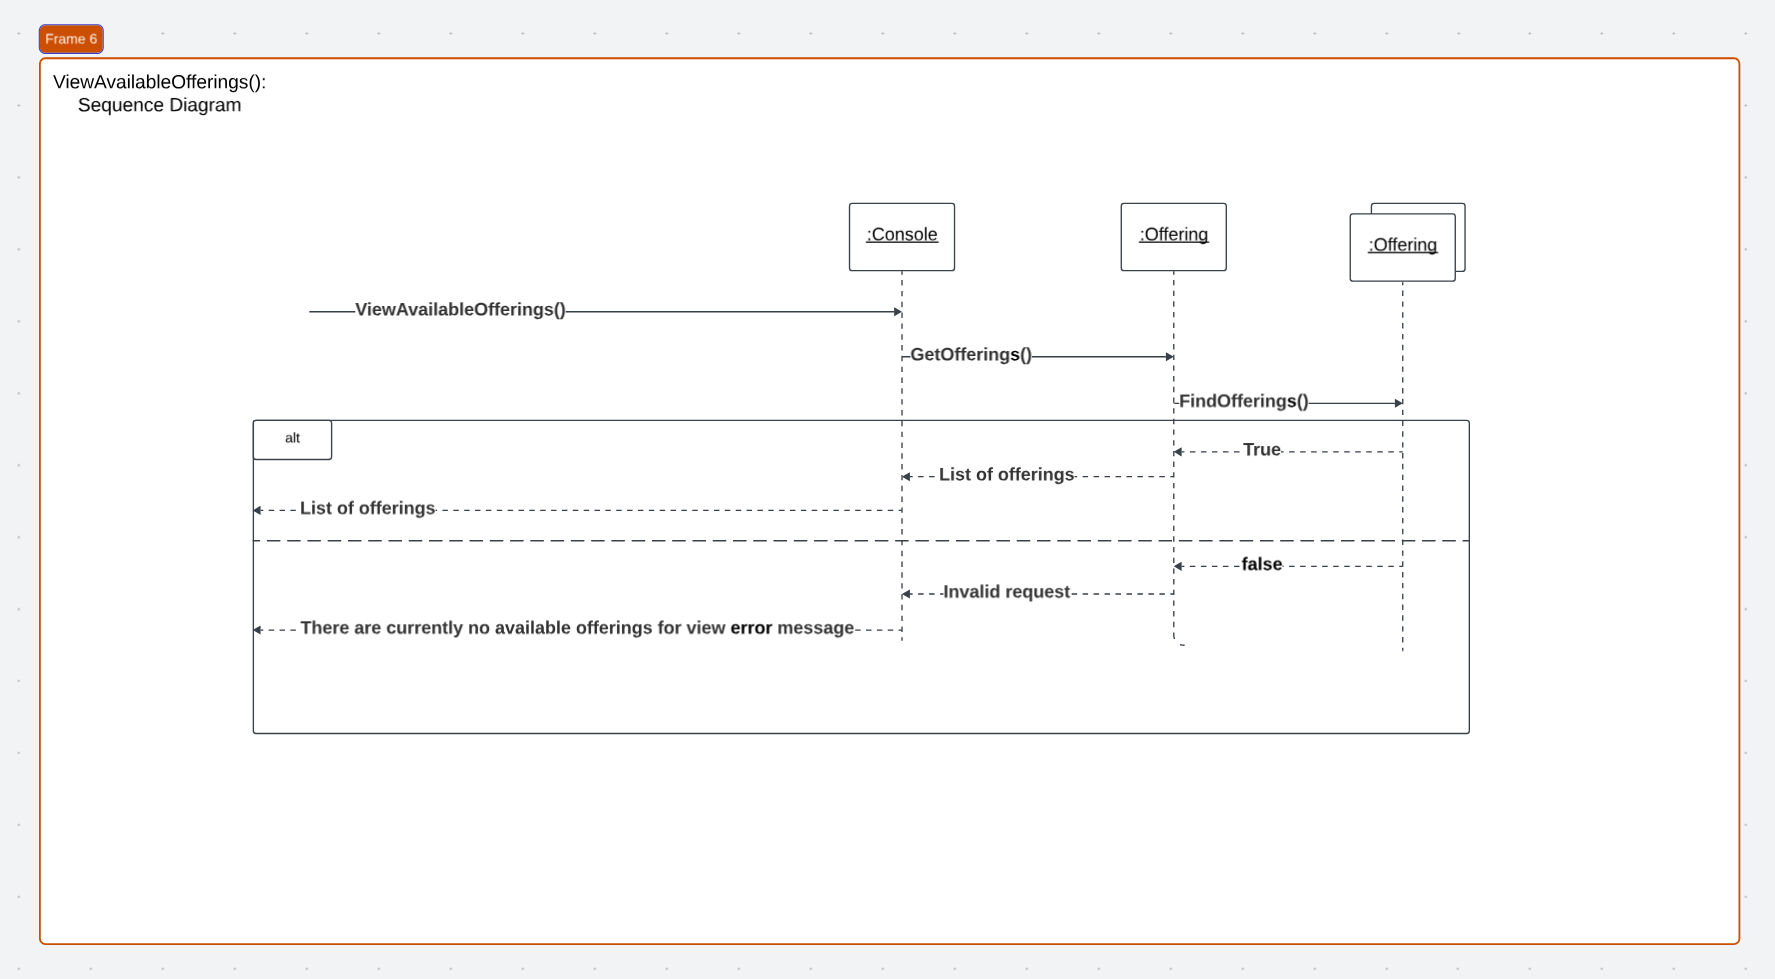 Frame 6
ViewAvailableOfferings():
Sequence Diagram
:Console
:Offering
:Offering
ViewAvailableOfferings()
GetOfferings()
FindOfferings()
alt
True
List of offerings
List of offerings
false
Invalid request
There are currently no available offerings for view error message